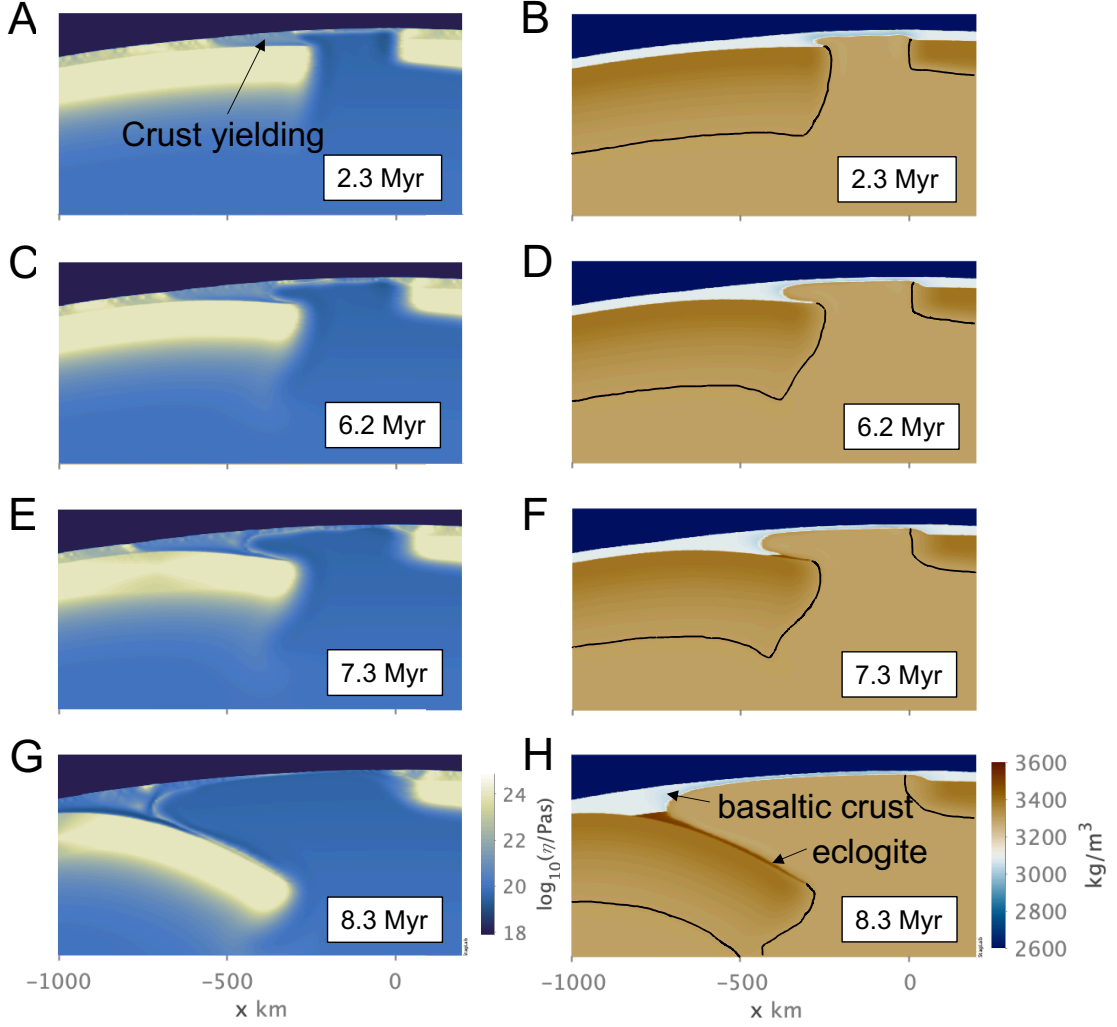 A
B
Crust yielding
2.3 Myr
2.3 Myr
C
D
6.2 Myr
6.2 Myr
E
F
7.3 Myr
7.3 Myr
G
H
24
22
20
18
log₁₀(η/Pas)
8.3 Myr
StagLab
basaltic crust
eclogite
8.3 Myr
StagLab
3600
3400
3200
3000
2800
2600
kg/m³
−1000
−500
0
x km
−1000
−500
0
x km